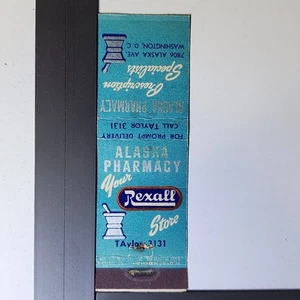 7806 ALASKA AVE
WASHINGTON, D. C.
Prescription
Specialists
ALASKA PHARMACY
FOR PROMPT DELIVERY
CALL TAYLOR 3131
ALASKA
PHARMACY
Your
Rexall
Store
TAylor 3131